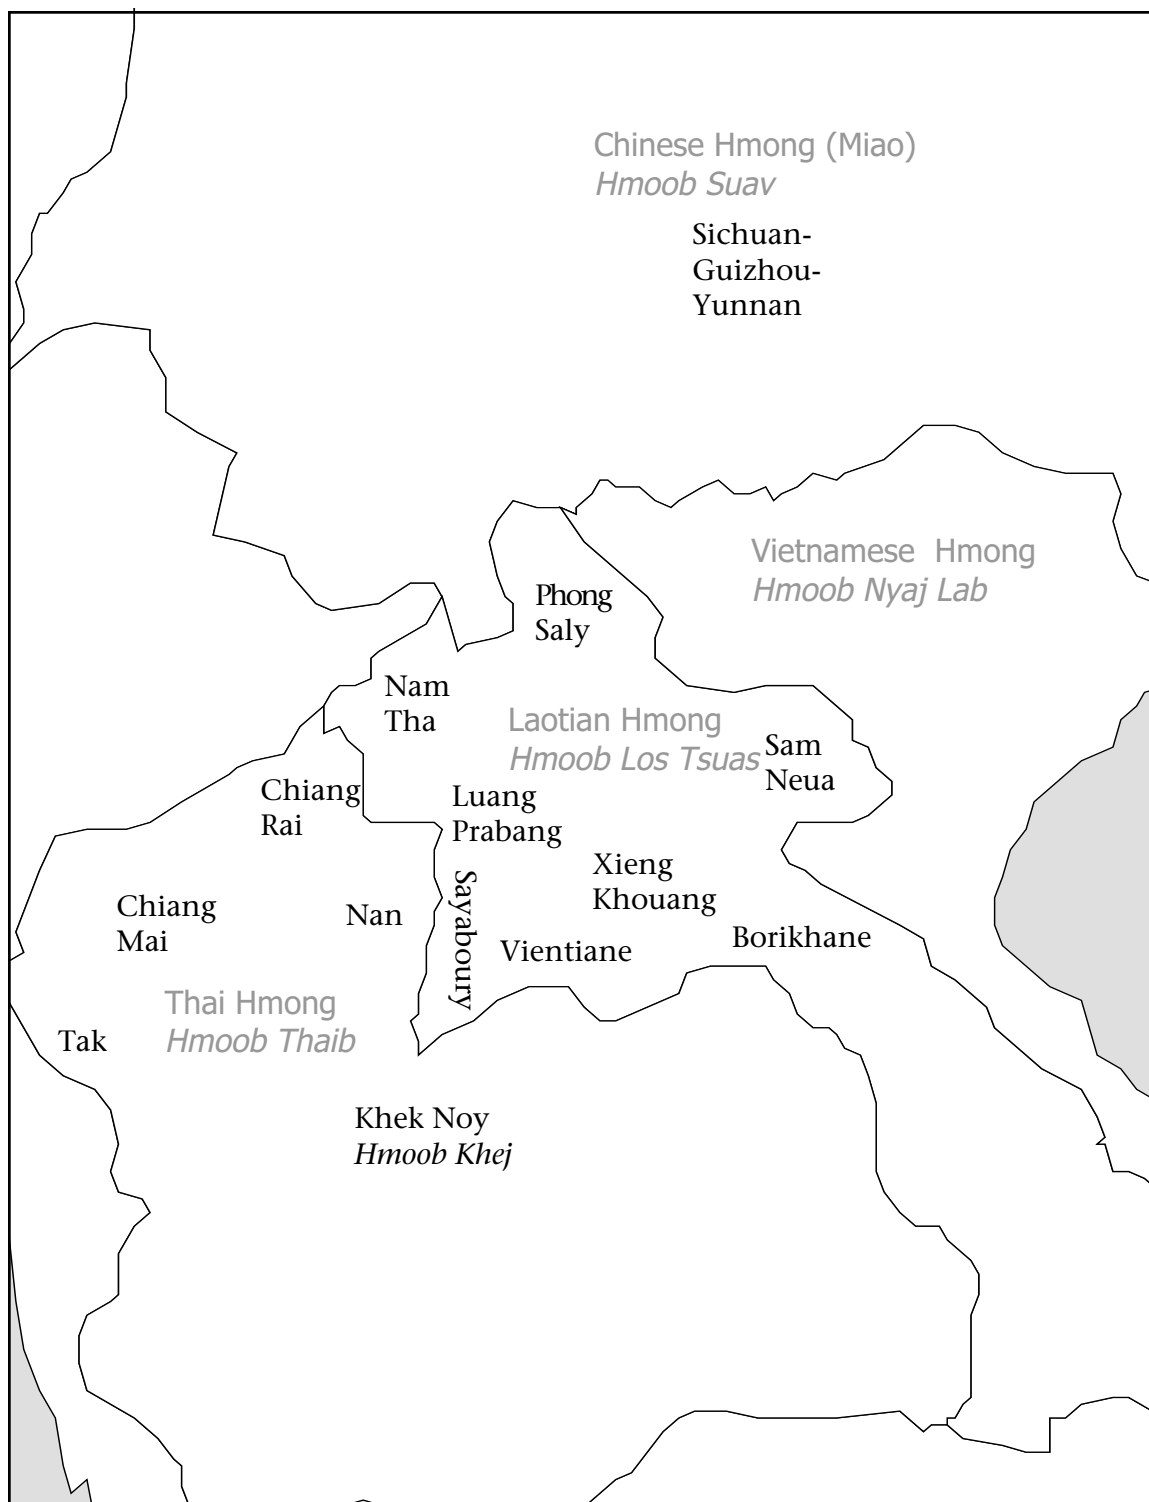 Chinese Hmong (Miao)
Hmoob Suav
Sichuan-
Guizhou-
Yunnan
Vietnamese Hmong
Hmoob Nyaj Lab
Phong
Saly
Nam
Tha
Laotian Hmong
Hmoob Los Tsuas
Sam
Neua
Chiang
Rai
Luang
Prabang
Xieng
Khouang
Chiang
Mai
Nan
Sayaboury
Vientiane
Borikhane
Thai Hmong
Hmoob Thaib
Tak
Khek Noy
Hmoob Khej